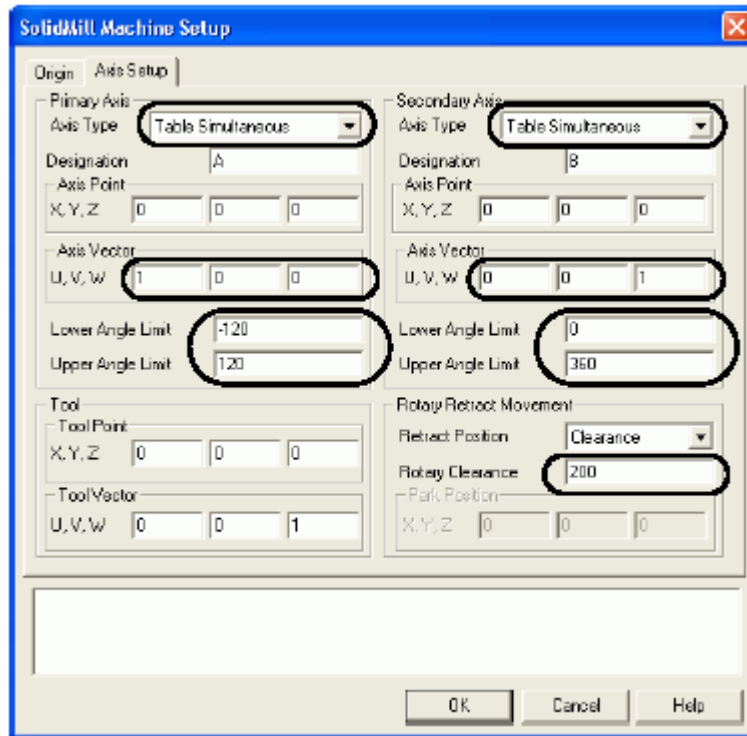 SolidMill Machine Setup
Origin Axis Setup
Primary Axis
Axis Type Table Simultaneous
Designation A
Axis Point
X, Y, Z 0 0 0
Axis Vector
U, V, W 1 0 0
Lower Angle Limit -120
Upper Angle Limit 120
Tool
Tool Point
X, Y, Z 0 0 0
Tool Vector
U, V, W 0 0 1
Secondary Axis
Axis Type Table Simultaneous
Designation B
Axis Point
X, Y, Z 0 0 0
Axis Vector
U, V, W 0 0 1
Lower Angle Limit 0
Upper Angle Limit 360
Rotary Retract Movement
Retract Position Clearance
Rotary Clearance 200
Park Position
X, Y, Z 0 0 0
OK Cancel Help